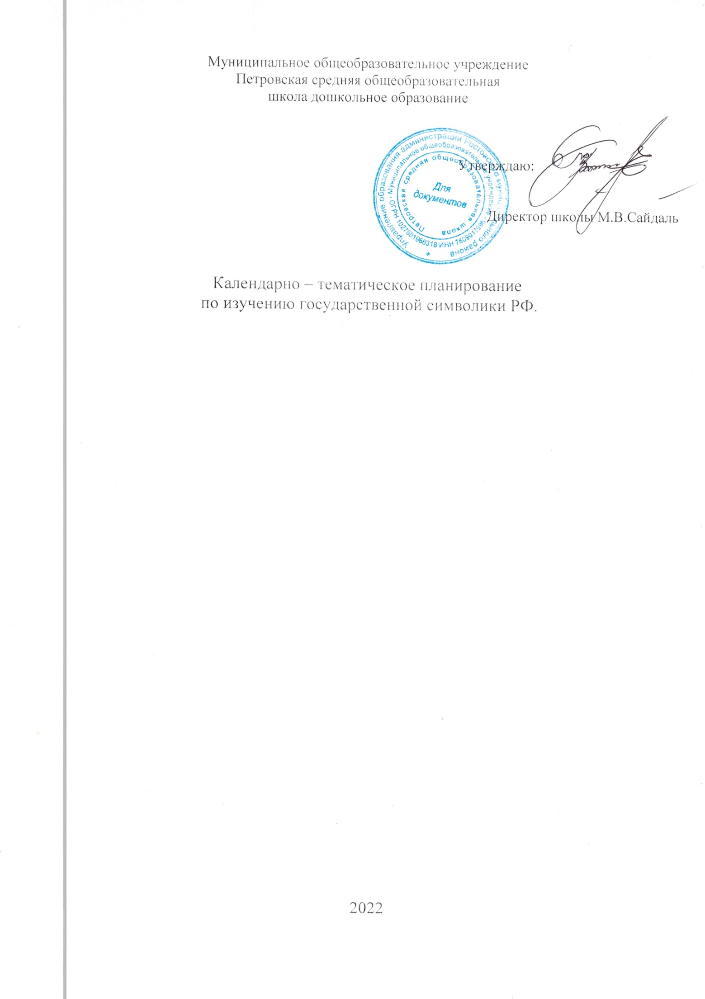 Муниципальное общеобразовательное учреждение
Петровская средняя общеобразовательная
школа дошкольное образование
Утверждаю:
Управление образования администрации Ростовского муниципального района *
Муниципальное общеобразовательное учреждение • ОГРН 1027601068318 ИНН 7609011996 •
Петровская средняя общеобразовательная школа
Для
документов
Директор школы М.В.Сайдаль
Календарно – тематическое планирование
по изучению государственной символики РФ.
2022